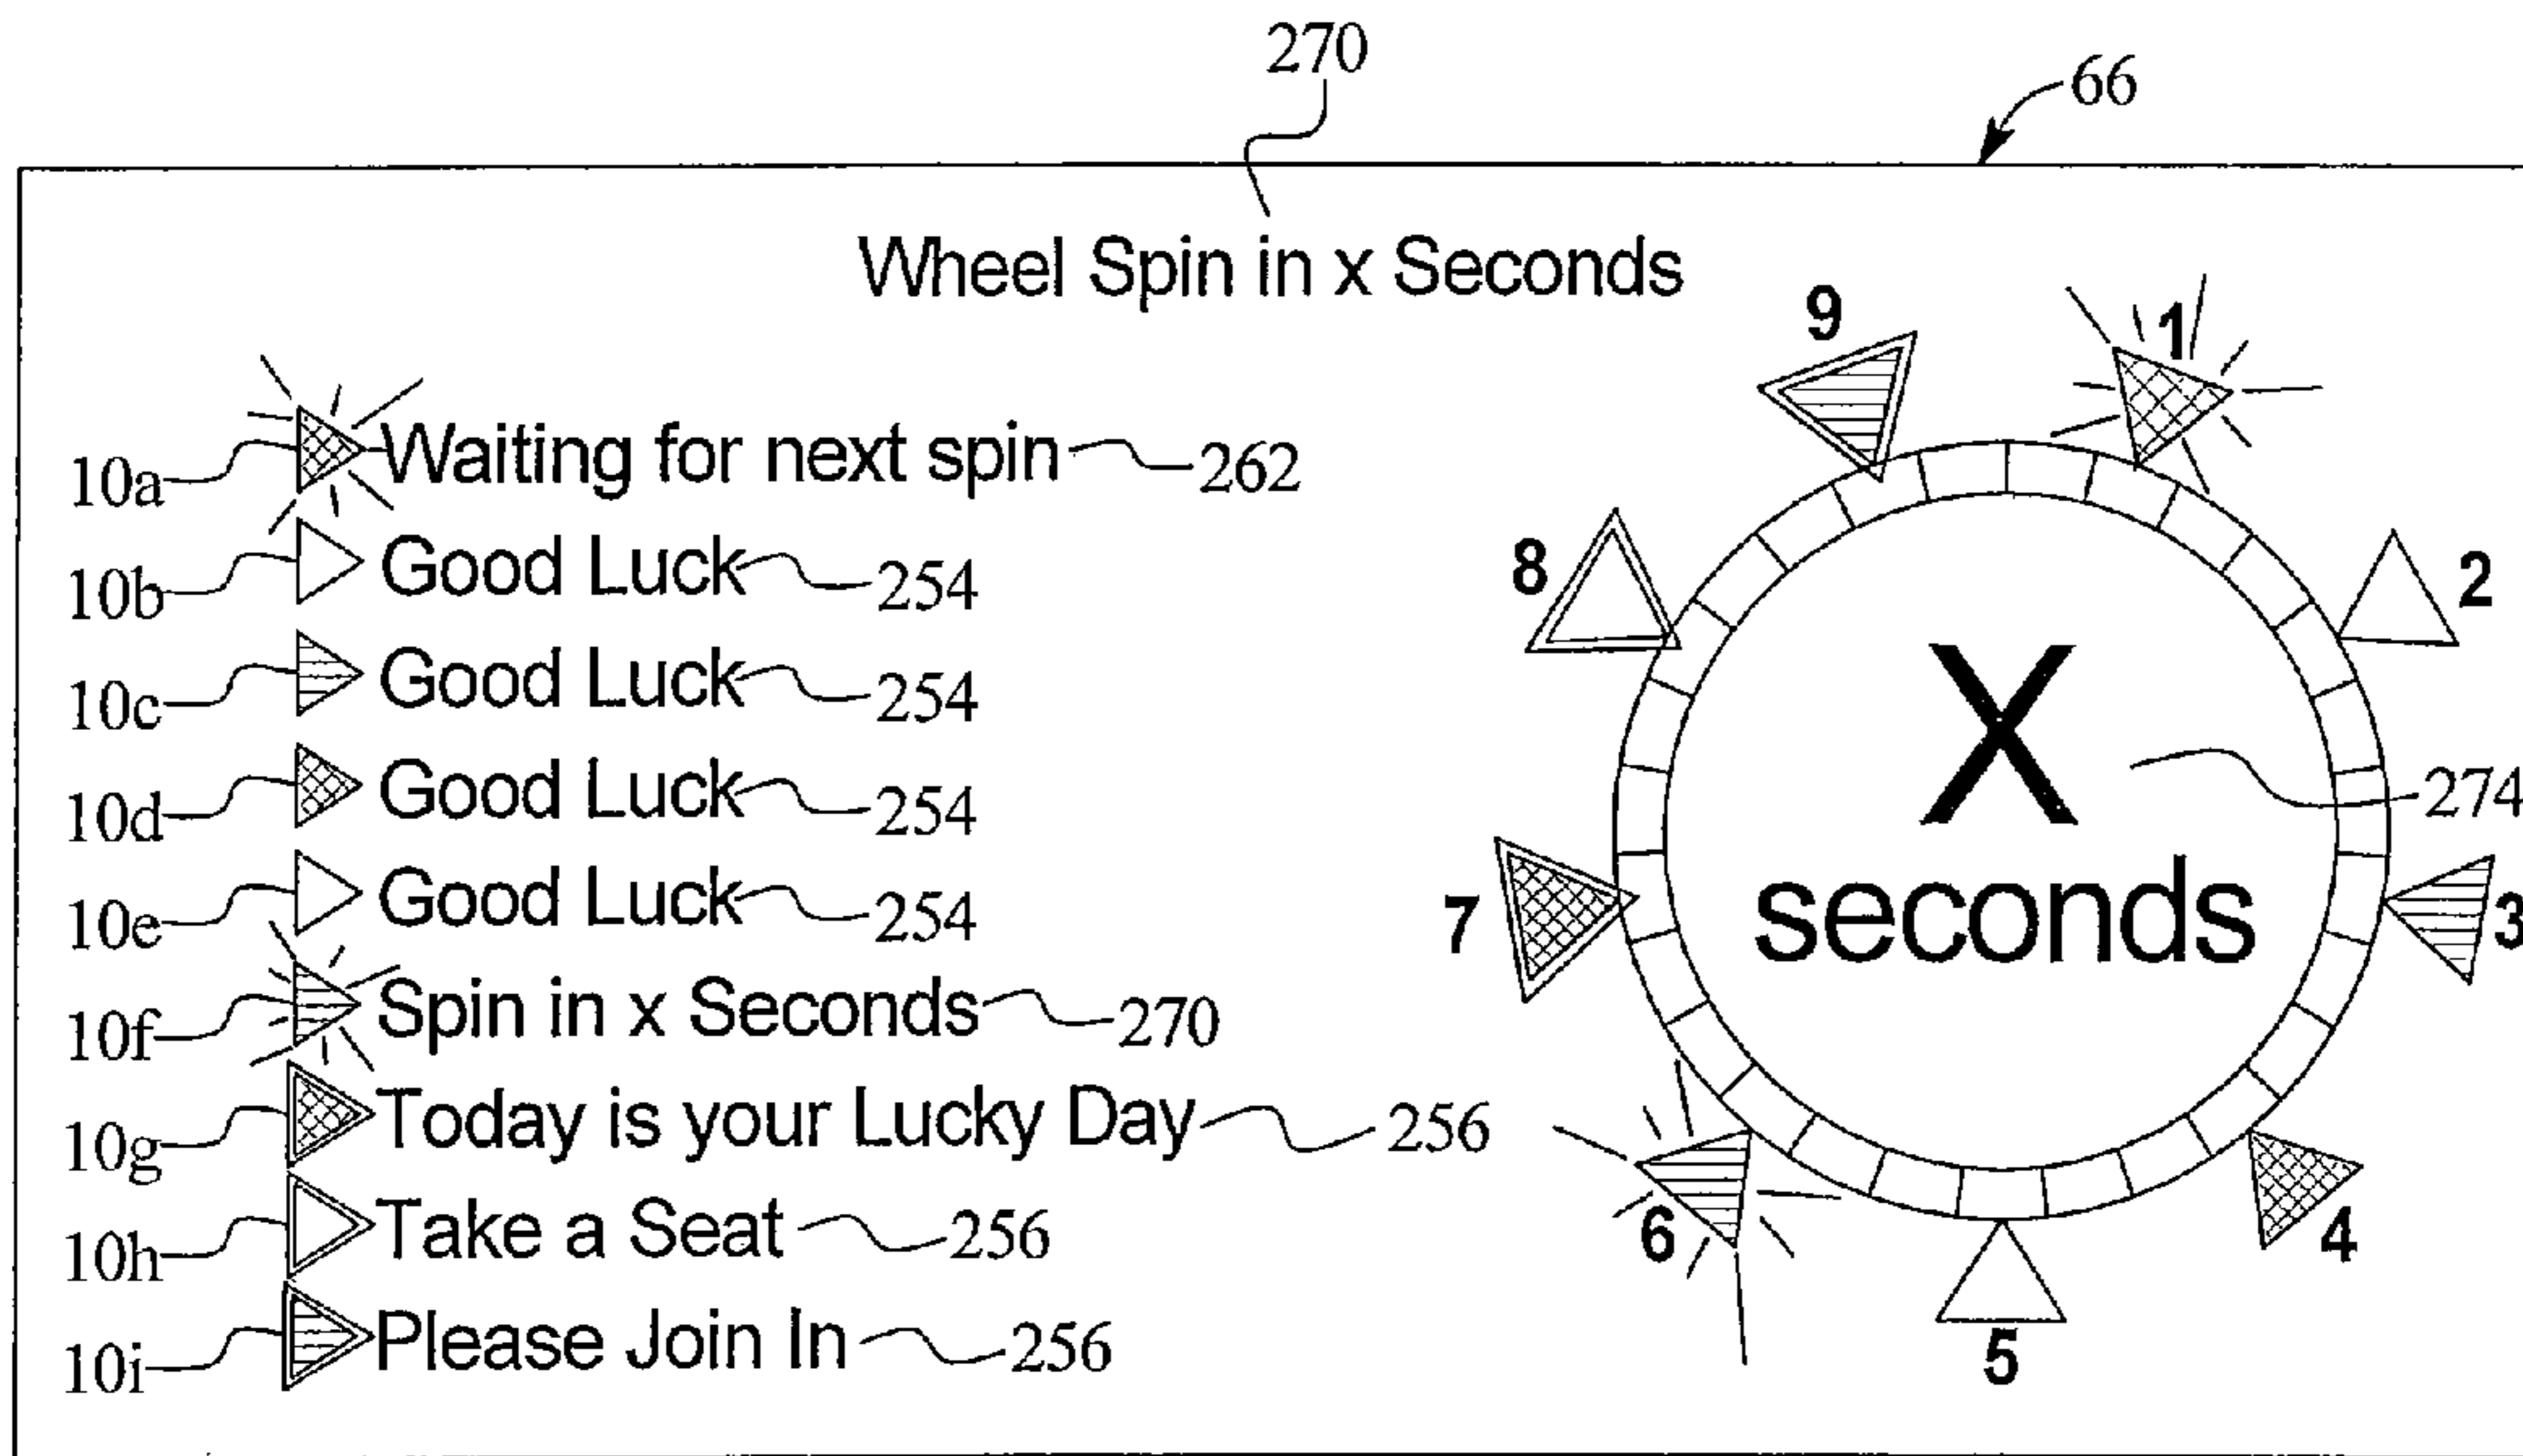 270
66
Wheel Spin in x Seconds
10a Waiting for next spin 262
10b Good Luck 254
10c Good Luck 254
10d Good Luck 254
10e Good Luck 254
10f Spin in x Seconds 270
10g Today is your Lucky Day 256
10h Take a Seat 256
10i Please Join In 256
9 1
8 2
X
274
seconds
7 3
6 4
5